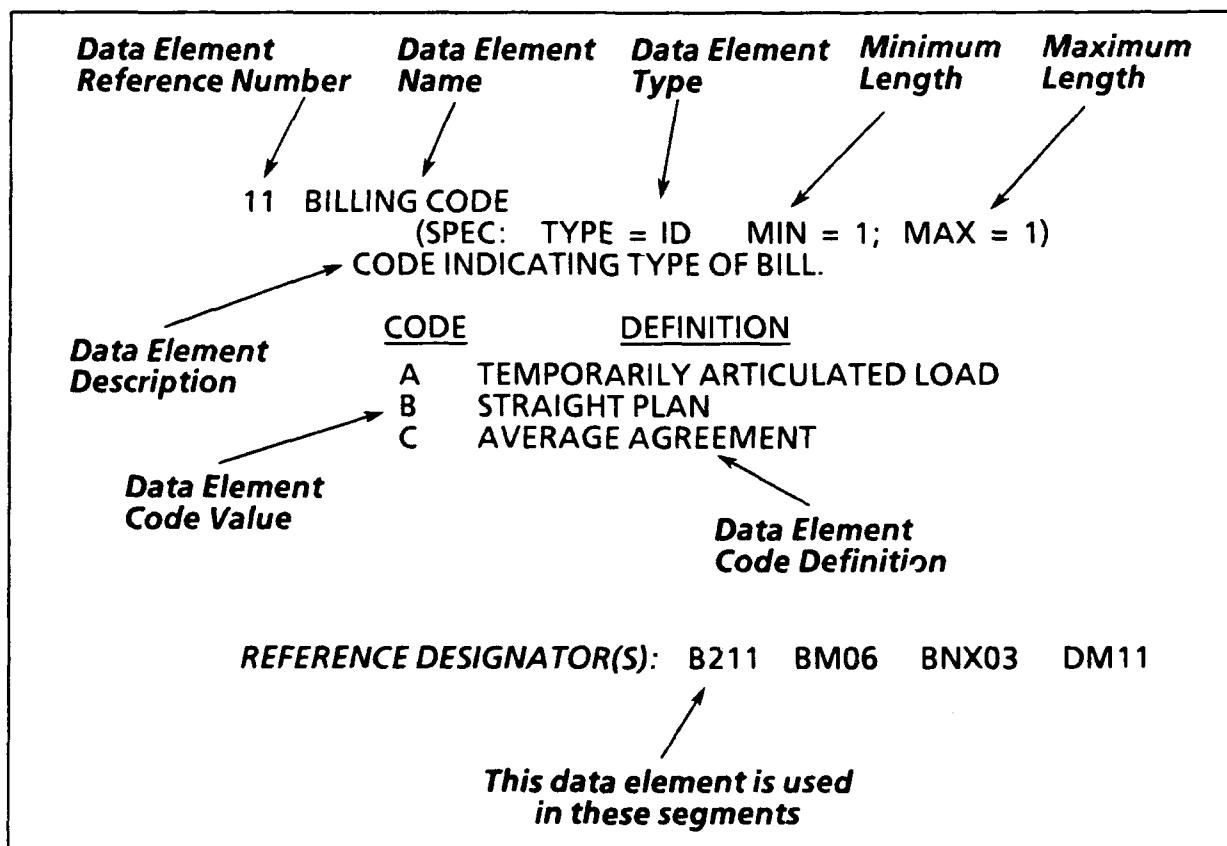 Data Element Reference Number
Data Element Name
Data Element Type
Minimum Length
Maximum Length
11 BILLING CODE
(SPEC: TYPE = ID MIN = 1; MAX = 1)
CODE INDICATING TYPE OF BILL.
Data Element
Description
CODE DEFINITION
A TEMPORARILY ARTICULATED LOAD
B STRAIGHT PLAN
C AVERAGE AGREEMENT
Data Element
Code Value
Data Element
Code Definition
REFERENCE DESIGNATOR(S): B211 BM06 BNX03 DM11
This data element is used
in these segments